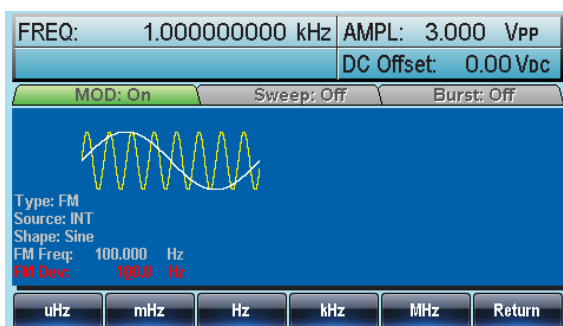 FREQ: 1.000000000 kHz AMPL: 3.000 VPP
DC Offset: 0.00 VDC
MOD: On Sweep: Off Burst: Off
Type: FM
Source: INT
Shape: Sine
FM Freq: 100.000 Hz
FM Dev: 100.0 Hz
uHz mHz Hz kHz MHz Return